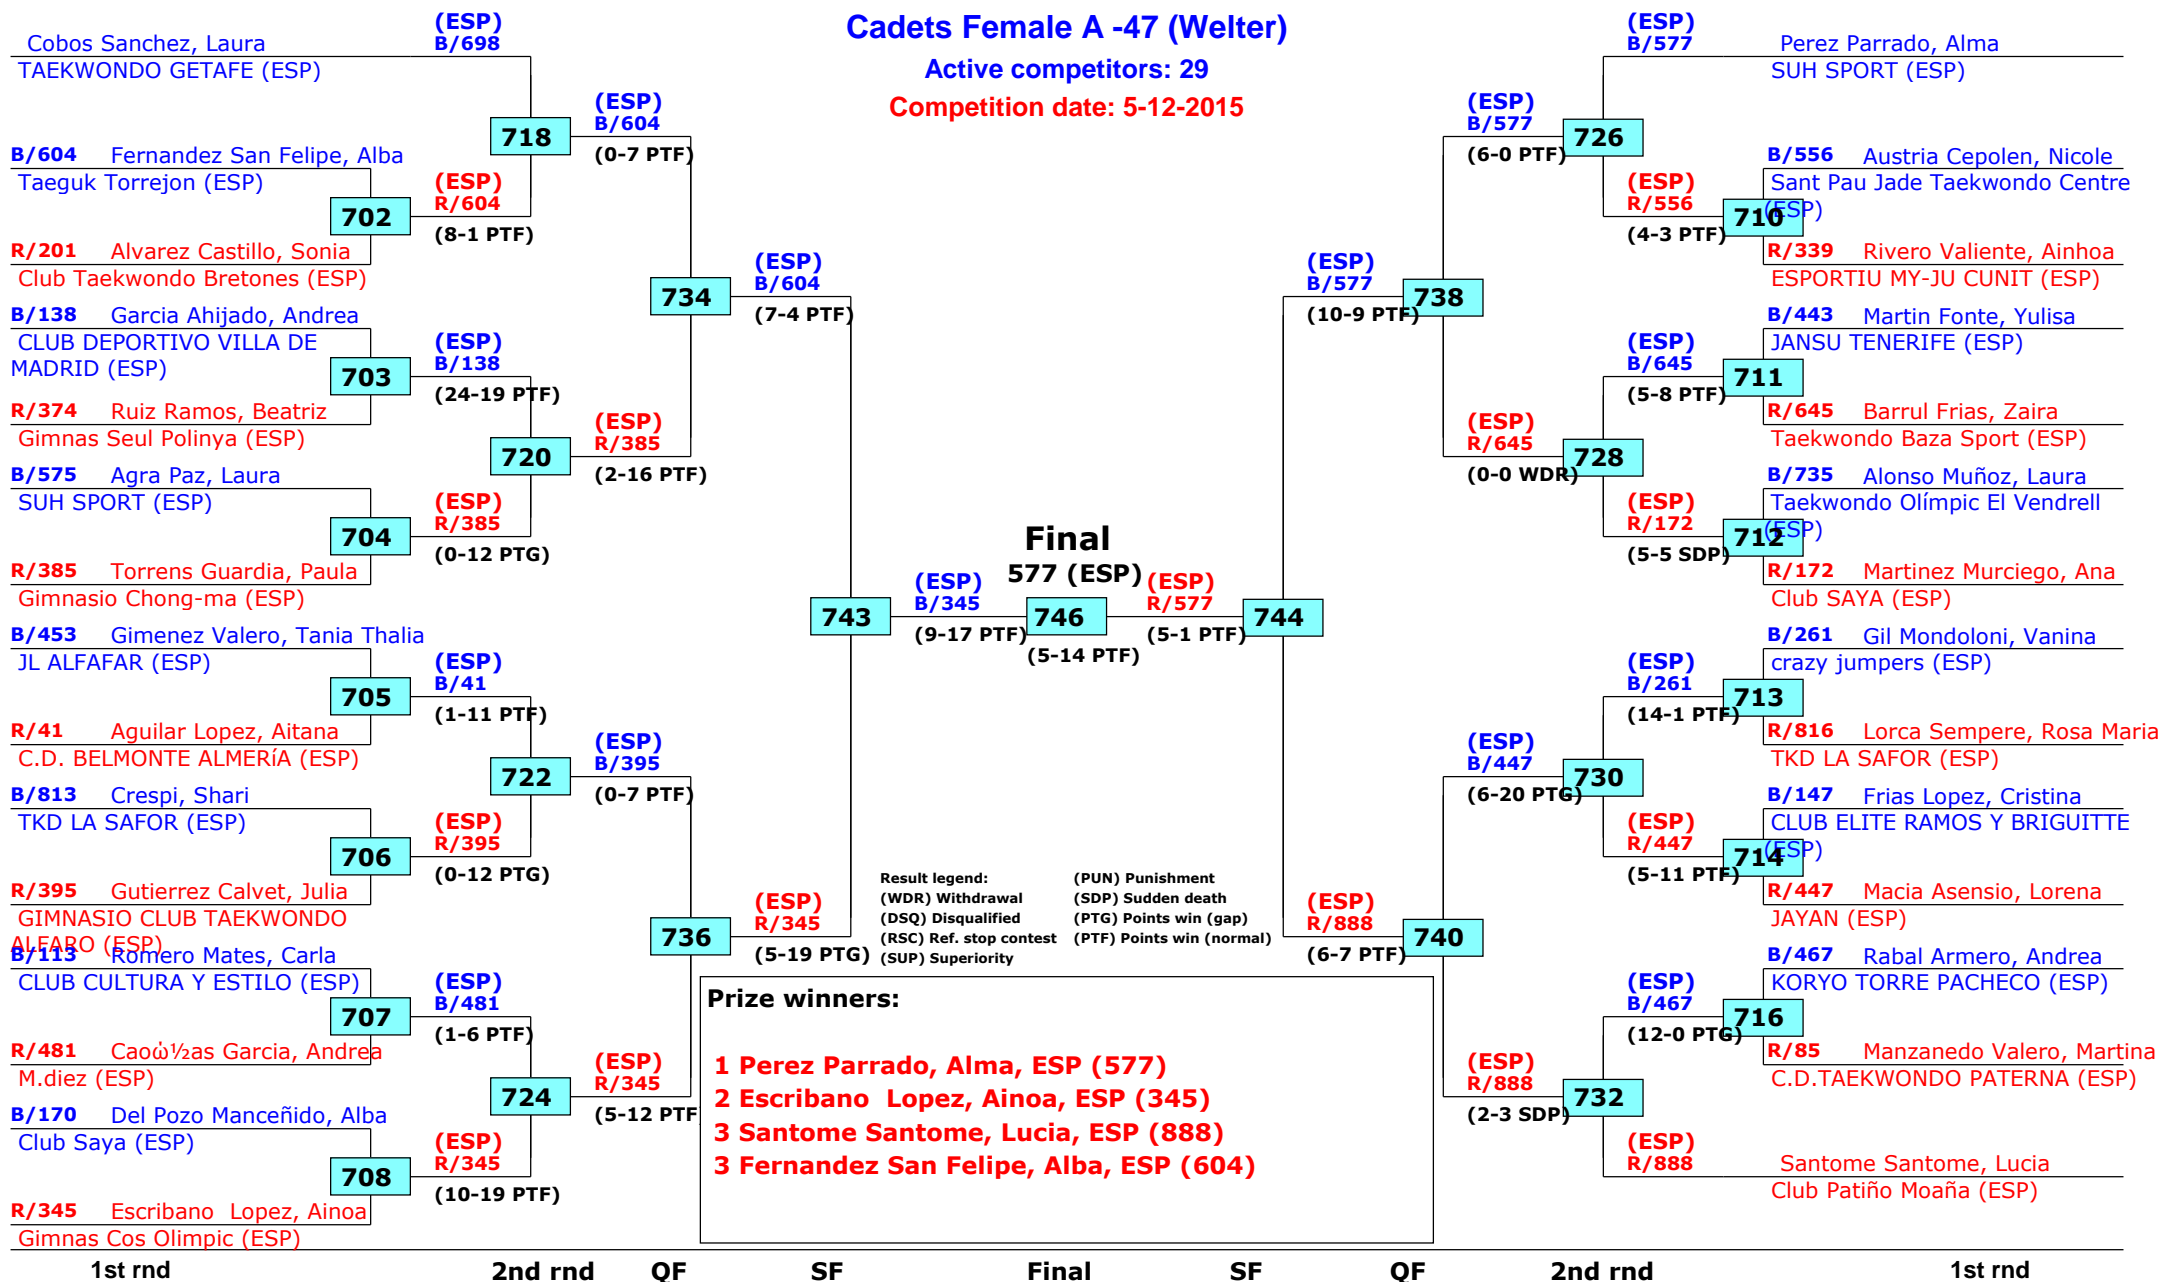 Cadets Female A -47 (Welter)
Active competitors: 29
Competition date: 5-12-2015
Cobos Sanchez, Laura
TAEKWONDO GETAFE (ESP)
(ESP)
B/698
B/604 Fernandez San Felipe, Alba
Taeguk Torrejon (ESP)
702
R/201 Alvarez Castillo, Sonia
Club Taekwondo Bretones (ESP)
(ESP)
R/604
(8-1 PTF)
718
(ESP)
B/604
(0-7 PTF)
B/138 Garcia Ahijado, Andrea
CLUB DEPORTIVO VILLA DE
MADRID (ESP)
703
R/374 Ruiz Ramos, Beatriz
Gimnas Seul Polinya (ESP)
(ESP)
B/138
(24-19 PTF)
B/575 Agra Paz, Laura
SUH SPORT (ESP)
704
R/385 Torrens Guardia, Paula
Gimnasio Chong-ma (ESP)
(ESP)
R/385
(0-12 PTG)
720
(ESP)
R/385
(2-16 PTF)
734
(ESP)
B/604
(7-4 PTF)
B/453 Gimenez Valero, Tania Thalia
JL ALFAFAR (ESP)
705
R/41 Aguilar Lopez, Aitana
C.D. BELMONTE ALMERíA (ESP)
(ESP)
B/41
(1-11 PTF)
B/813 Crespi, Shari
TKD LA SAFOR (ESP)
706
R/395 Gutierrez Calvet, Julia
GIMNASIO CLUB TAEKWONDO
ALFARO (ESP)
(ESP)
R/395
(0-12 PTG)
722
(ESP)
B/395
(0-7 PTF)
B/113 Romero Mates, Carla
CLUB CULTURA Y ESTILO (ESP)
707
R/481 Caoώ½as Garcia, Andrea
M.diez (ESP)
(ESP)
B/481
(1-6 PTF)
B/170 Del Pozo Manceñido, Alba
Club Saya (ESP)
708
R/345 Escribano Lopez, Ainoa
Gimnas Cos Olimpic (ESP)
(ESP)
R/345
(10-19 PTF)
724
(ESP)
R/345
(5-12 PTF)
736
(ESP)
R/345
(5-19 PTG)
743
(ESP)
B/345
(9-17 PTF)
Final
577 (ESP)
746
(5-14 PTF)
(ESP)
R/577
(5-1 PTF)
744
(ESP)
B/577
Perez Parrado, Alma
SUH SPORT (ESP)
(ESP)
B/577
(6-0 PTF)
726
(ESP)
R/556
(4-3 PTF)
B/556 Austria Cepolen, Nicole
Sant Pau Jade Taekwondo Centre
(ESP)
710
R/339 Rivero Valiente, Ainhoa
ESPORTIU MY-JU CUNIT (ESP)
(ESP)
B/577
(10-9 PTF)
738
B/443 Martin Fonte, Yulisa
JANSU TENERIFE (ESP)
(ESP)
B/645
(5-8 PTF)
711
R/645 Barrul Frias, Zaira
Taekwondo Baza Sport (ESP)
(ESP)
R/645
(0-0 WDR)
728
B/735 Alonso Muñoz, Laura
Taekwondo Olímpic El Vendrell
(ESP)
(ESP)
R/172
(5-5 SDP)
712
R/172 Martinez Murciego, Ana
Club SAYA (ESP)
B/261 Gil Mondoloni, Vanina
crazy jumpers (ESP)
(ESP)
B/261
(14-1 PTF)
713
R/816 Lorca Sempere, Rosa Maria
TKD LA SAFOR (ESP)
(ESP)
B/447
(6-20 PTG)
730
B/147 Frias Lopez, Cristina
CLUB ELITE RAMOS Y BRIGUITTE
(ESP)
(ESP)
R/447
(5-11 PTF)
714
R/447 Macia Asensio, Lorena
JAYAN (ESP)
(ESP)
R/888
(6-7 PTF)
740
B/467 Rabal Armero, Andrea
KORYO TORRE PACHECO (ESP)
(ESP)
B/467
(12-0 PTG)
716
R/85 Manzanedo Valero, Martina
C.D.TAEKWONDO PATERNA (ESP)
(ESP)
R/888
(2-3 SDP)
732
(ESP)
R/888
Santome Santome, Lucia
Club Patiño Moaña (ESP)
Result legend:
(WDR) Withdrawal
(DSQ) Disqualified
(RSC) Ref. stop contest
(SUP) Superiority
(PUN) Punishment
(SDP) Sudden death
(PTG) Points win (gap)
(PTF) Points win (normal)
Prize winners:
1 Perez Parrado, Alma, ESP (577)
2 Escribano Lopez, Ainoa, ESP (345)
3 Santome Santome, Lucia, ESP (888)
3 Fernandez San Felipe, Alba, ESP (604)
1st rnd 2nd rnd QF SF Final SF QF 2nd rnd 1st rnd